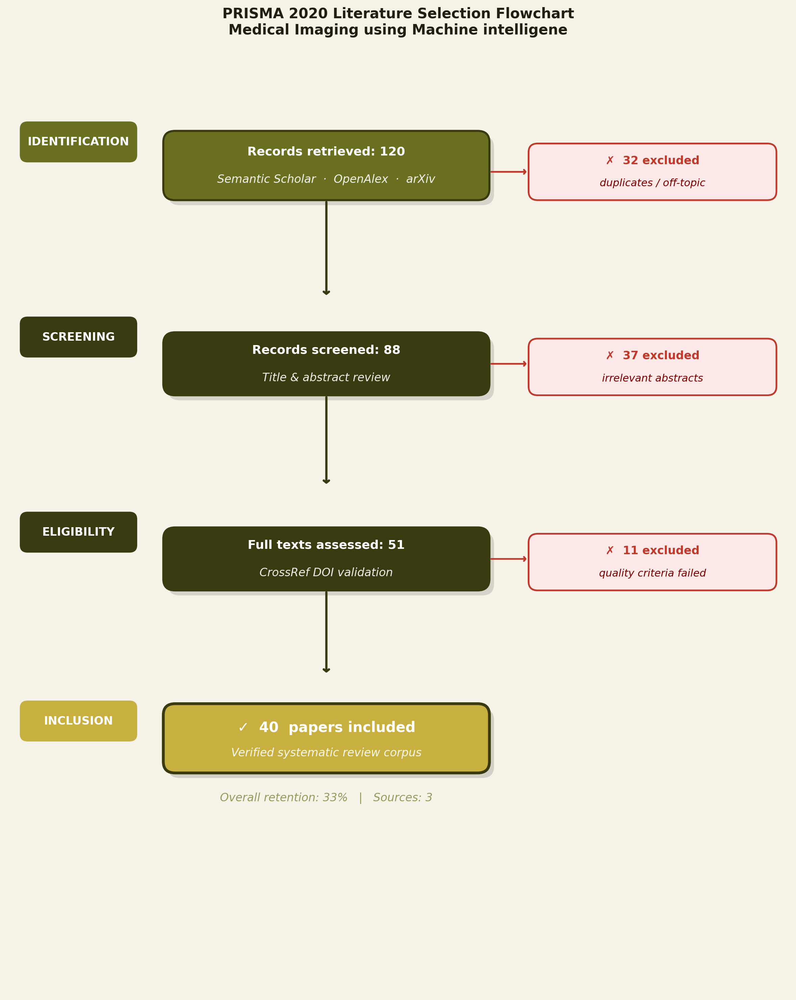 PRISMA 2020 Literature Selection Flowchart
Medical Imaging using Machine intelligene
IDENTIFICATION
Records retrieved: 120
Semantic Scholar · OpenAlex · arXiv
✗ 32 excluded
duplicates / off-topic
SCREENING
Records screened: 88
Title & abstract review
✗ 37 excluded
irrelevant abstracts
ELIGIBILITY
Full texts assessed: 51
CrossRef DOI validation
✗ 11 excluded
quality criteria failed
INCLUSION
✓ 40 papers included
Verified systematic review corpus
Overall retention: 33% | Sources: 3